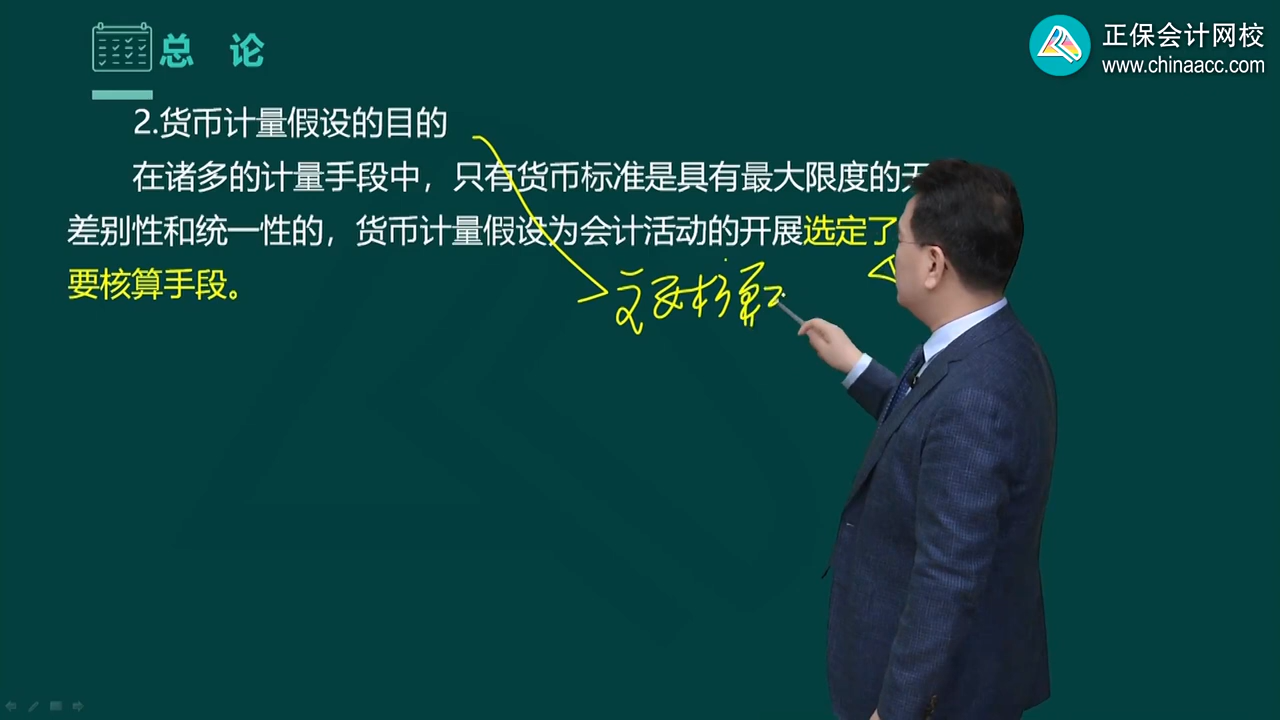 总 论
正保会计网校
www.chinaacc.com
2.货币计量假设的目的
在诸多的计量手段中，只有货币标准是具有最大限度的无
差别性和统一性的，货币计量假设为会计活动的开展选定了
要核算手段。